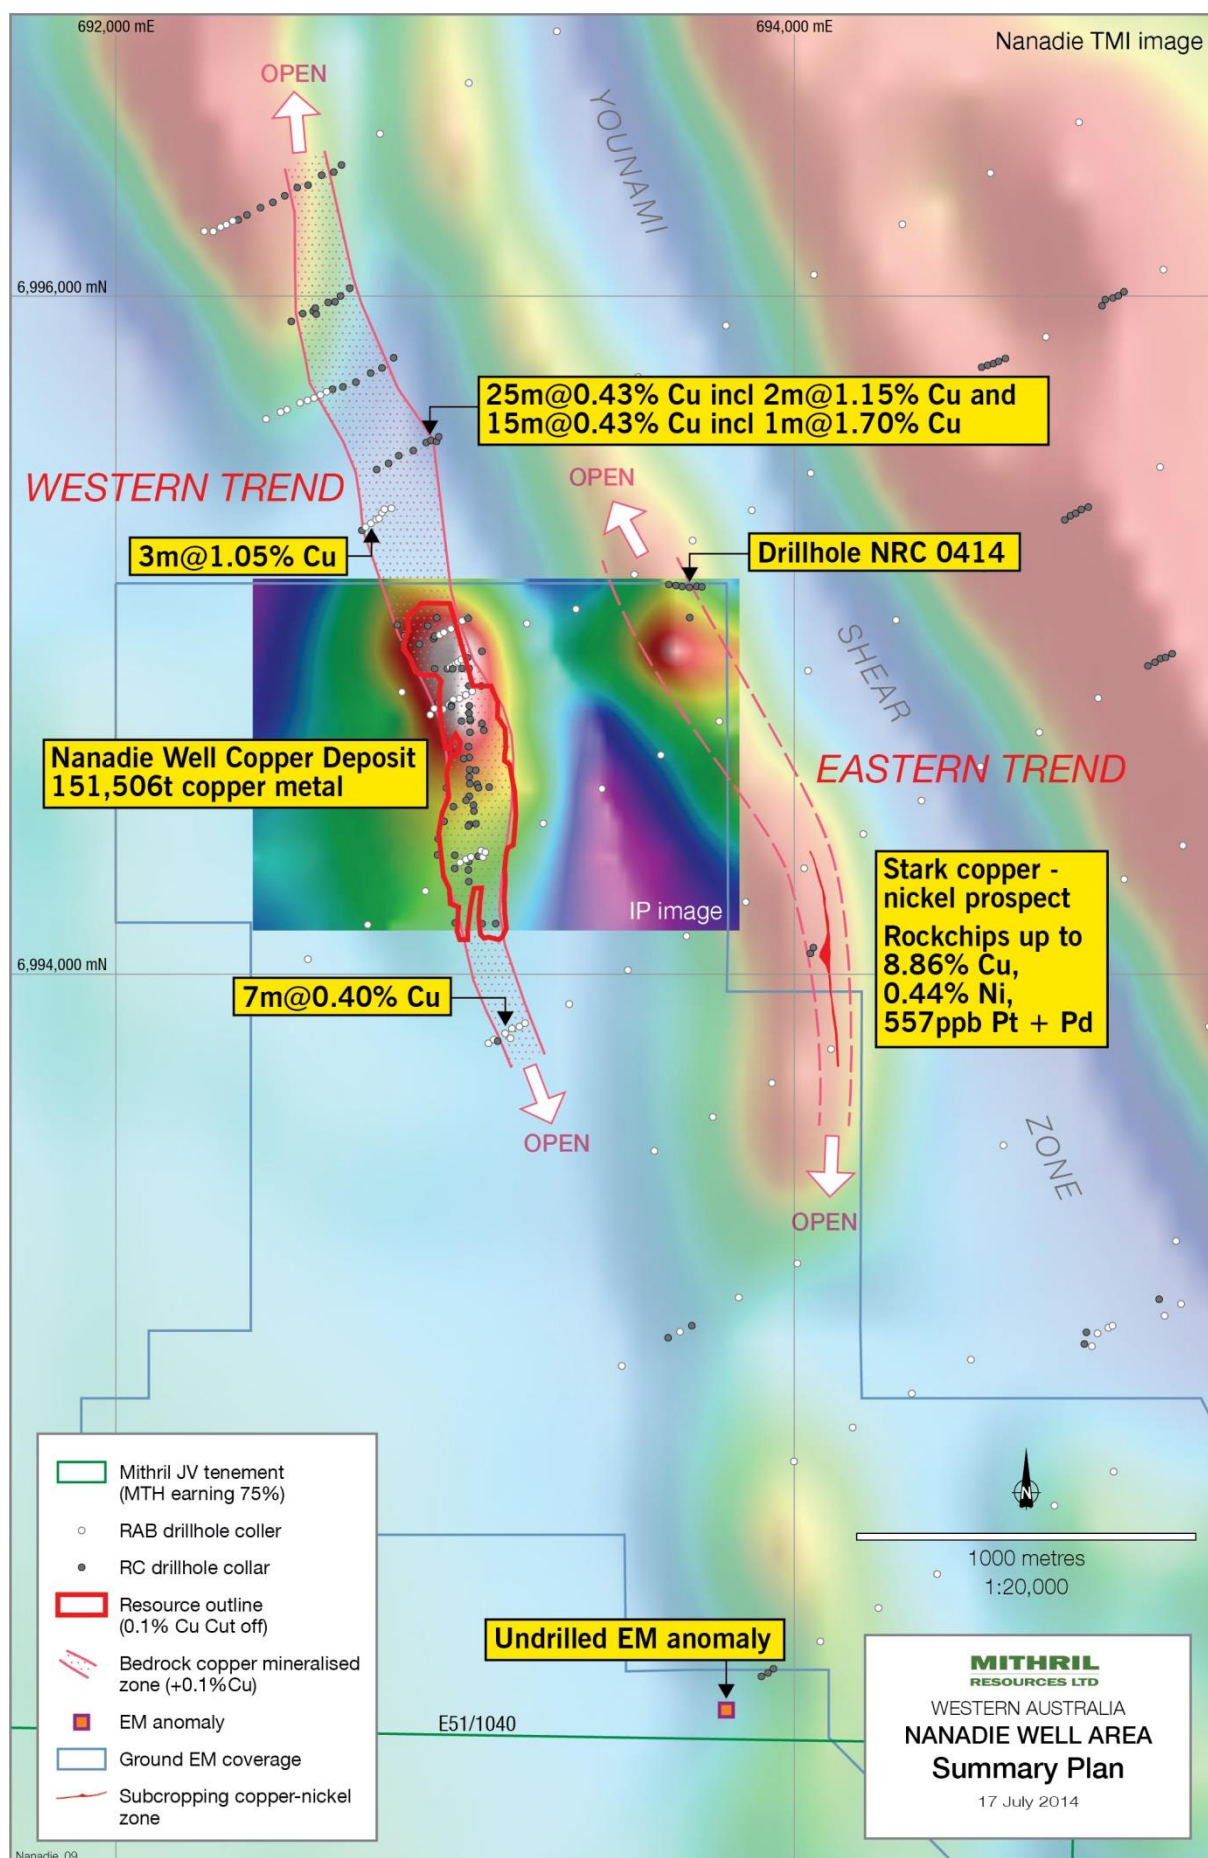 692,000 mE
694,000 mE
Nanadie TMI image
OPEN
YOUNAMI
6,996,000 mN
25m@0.43% Cu incl 2m@1.15% Cu and
15m@0.43% Cu incl 1m@1.70% Cu
WESTERN TREND
OPEN
3m@1.05% Cu
Drillhole NRC 0414
SHEAR
Nanadie Well Copper Deposit
151,506t copper metal
EASTERN TREND
Stark copper -
nickel prospect
Rockchips up to
8.86% Cu,
0.44% Ni,
557ppb Pt + Pd
IP image
6,994,000 mN
7m@0.40% Cu
OPEN
ZONE
OPEN
Mithril JV tenement
(MTH earning 75%)
RAB drillhole coller
RC drillhole collar
Resource outline
(0.1% Cu Cut off)
Bedrock copper mineralised
zone (+0.1%Cu)
EM anomaly
Ground EM coverage
Subcropping copper-nickel
zone
N
1000 metres
1:20,000
Undrilled EM anomaly
E51/1040
MITHRIL
RESOURCES LTD
WESTERN AUSTRALIA
NANADIE WELL AREA
Summary Plan
17 July 2014
Nanadie_09